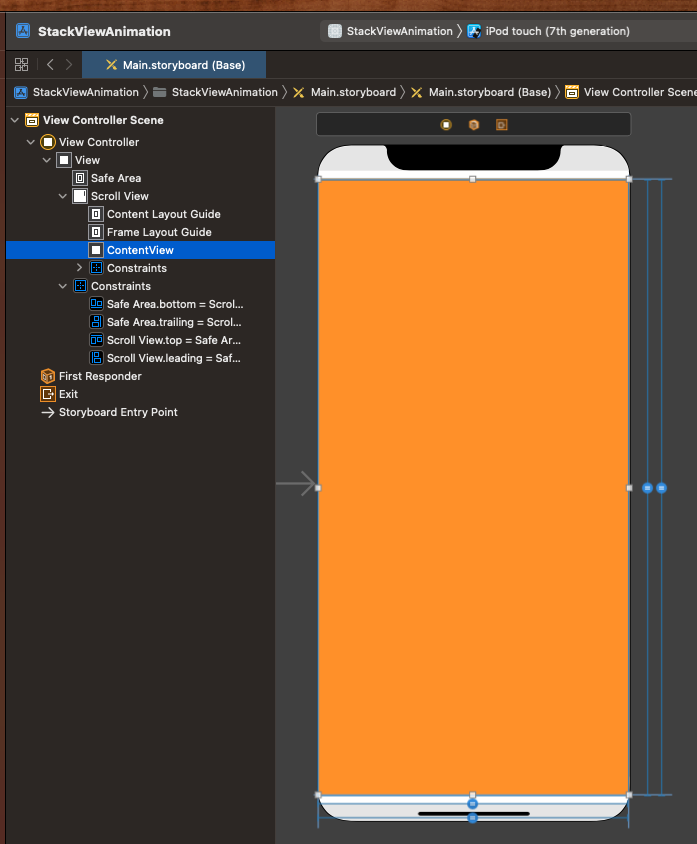 StackViewAnimation
StackViewAnimation 〉 iPod touch (7th generation)
Main.storyboard (Base)
StackViewAnimation 〉 StackViewAnimation 〉 Main.storyboard 〉 Main.storyboard (Base) 〉 View Controller Scene
View Controller Scene
View Controller
View
Safe Area
Scroll View
Content Layout Guide
Frame Layout Guide
ContentView
Constraints
Constraints
Safe Area.bottom = Scrol...
Safe Area.trailing = Scrol...
Scroll View.top = Safe Ar...
Scroll View.leading = Saf...
First Responder
Exit
Storyboard Entry Point